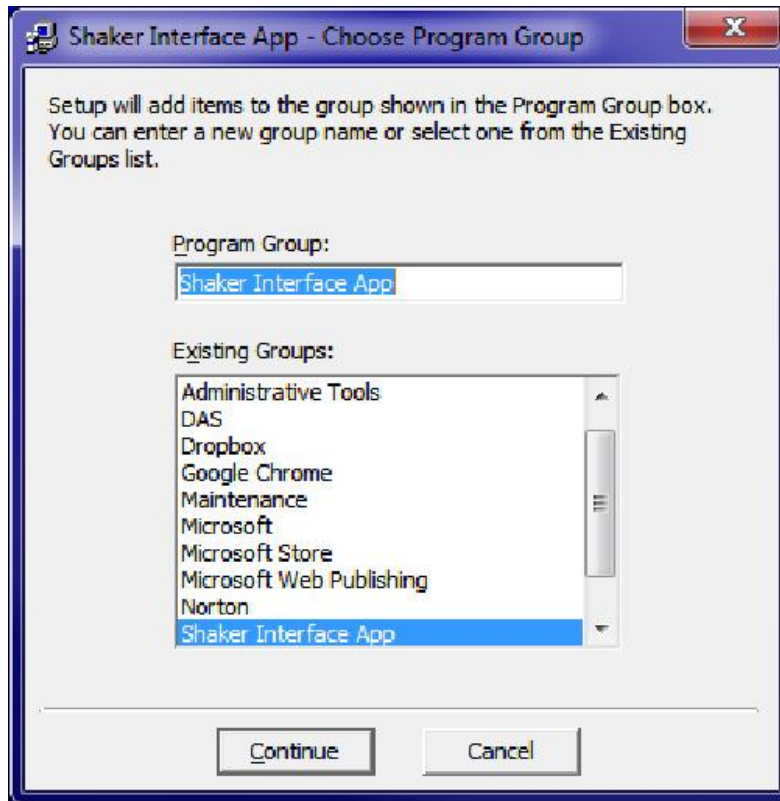 Shaker Interface App - Choose Program Group
Setup will add items to the group shown in the Program Group box.
You can enter a new group name or select one from the Existing
Groups list.
Program Group:
Shaker Interface App
Existing Groups:
Administrative Tools
DAS
Dropbox
Google Chrome
Maintenance
Microsoft
Microsoft Store
Microsoft Web Publishing
Norton
Shaker Interface App
Continue
Cancel